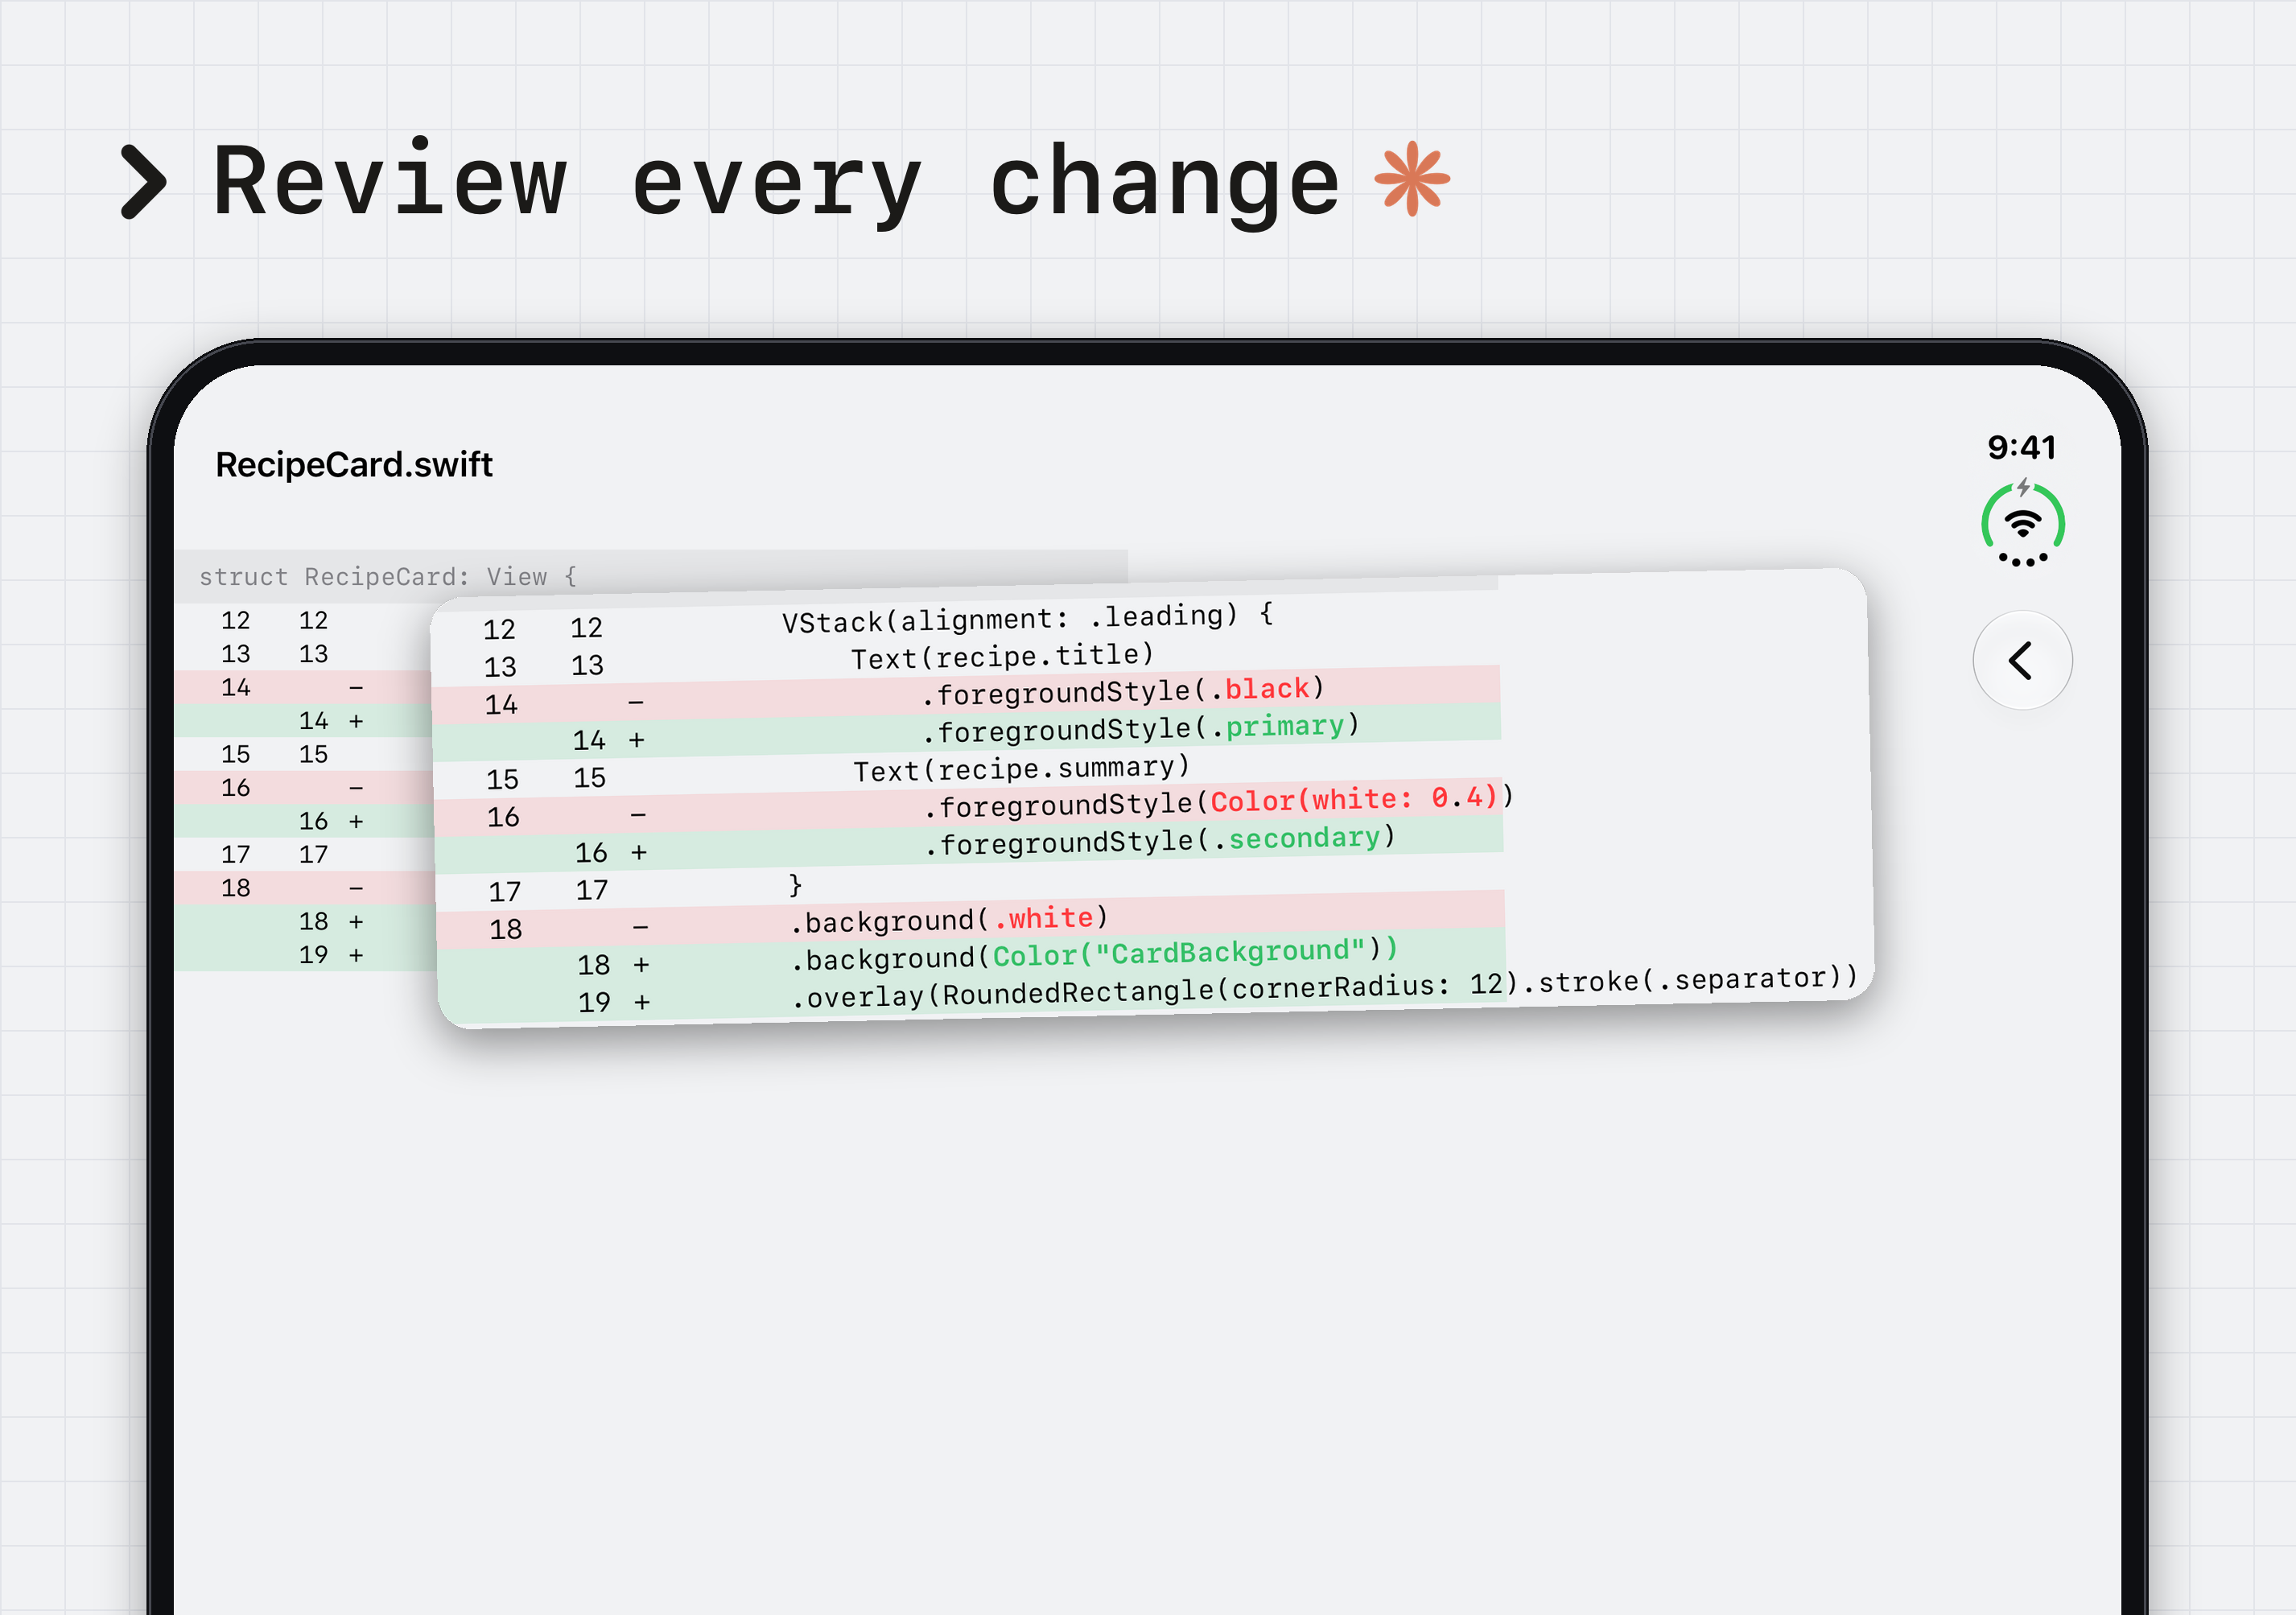 Review every change
RecipeCard.swift
9:41
struct RecipeCard: View {
12 12
13 13
14 −
14 +
15 15
16 −
16 +
17 17
18 −
18 +
19 +
12 12 VStack(alignment: .leading) {
13 13 Text(recipe.title)
14 − .foregroundStyle(.black)
14 + .foregroundStyle(.primary)
15 15 Text(recipe.summary)
16 − .foregroundStyle(Color(white: 0.4))
16 + .foregroundStyle(.secondary)
17 17 }
18 − .background(.white)
18 + .background(Color("CardBackground"))
19 + .overlay(RoundedRectangle(cornerRadius: 12).stroke(.separator))